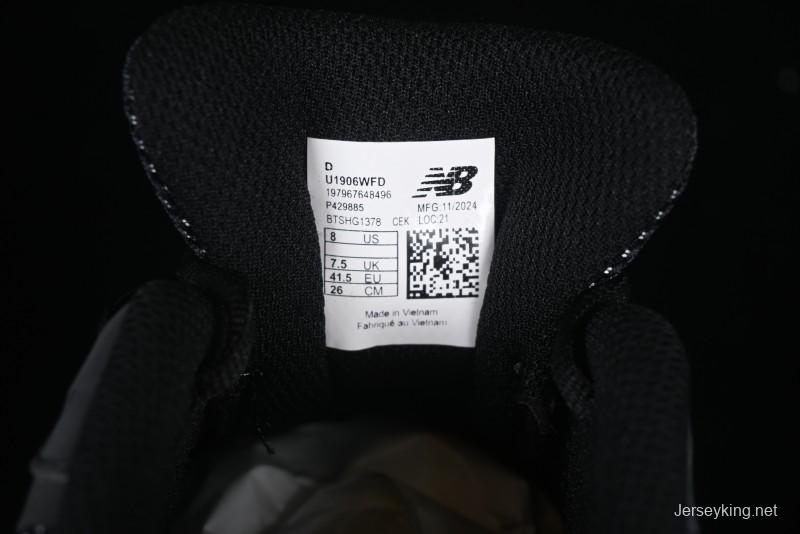 D
U1906WFD
197967648496
P429885
BTSHG1378 CEK
NB
MFG.11/2024
LOC.21
8 US
7.5 UK
41.5 EU
26 CM
Made in Vietnam
Fabriqué au Vietnam
Jerseyking.net